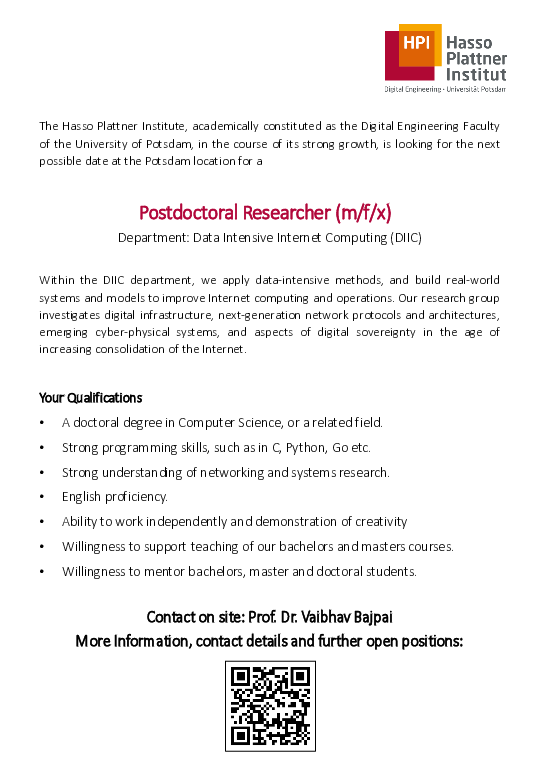 HPI
Hasso
Plattner
Institut
Digital Engineering • Universität Potsdam
The Hasso Plattner Institute, academically constituted as the Digital Engineering Faculty
of the University of Potsdam, in the course of its strong growth, is looking for the next
possible date at the Potsdam location for a
Postdoctoral Researcher (m/f/x)
Department: Data Intensive Internet Computing (DIIC)
Within the DIIC department, we apply data-intensive methods, and build real-world
systems and models to improve Internet computing and operations. Our research group
investigates digital infrastructure, next-generation network protocols and architectures,
emerging cyber-physical systems, and aspects of digital sovereignty in the age of
increasing consolidation of the Internet.
Your Qualifications
• A doctoral degree in Computer Science, or a related field.
• Strong programming skills, such as in C, Python, Go etc.
• Strong understanding of networking and systems research.
• English proficiency.
• Ability to work independently and demonstration of creativity
• Willingness to support teaching of our bachelors and masters courses.
• Willingness to mentor bachelors, master and doctoral students.
Contact on site: Prof. Dr. Vaibhav Bajpai
More Information, contact details and further open positions: